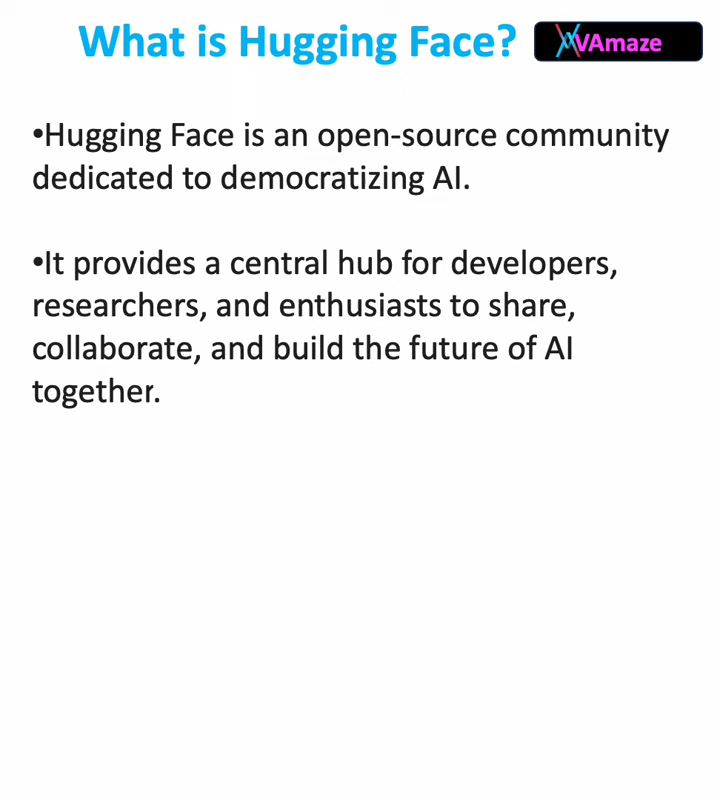 What is Hugging Face?
VAmaze
•Hugging Face is an open-source community
dedicated to democratizing AI.
•It provides a central hub for developers,
researchers, and enthusiasts to share,
collaborate, and build the future of AI
together.